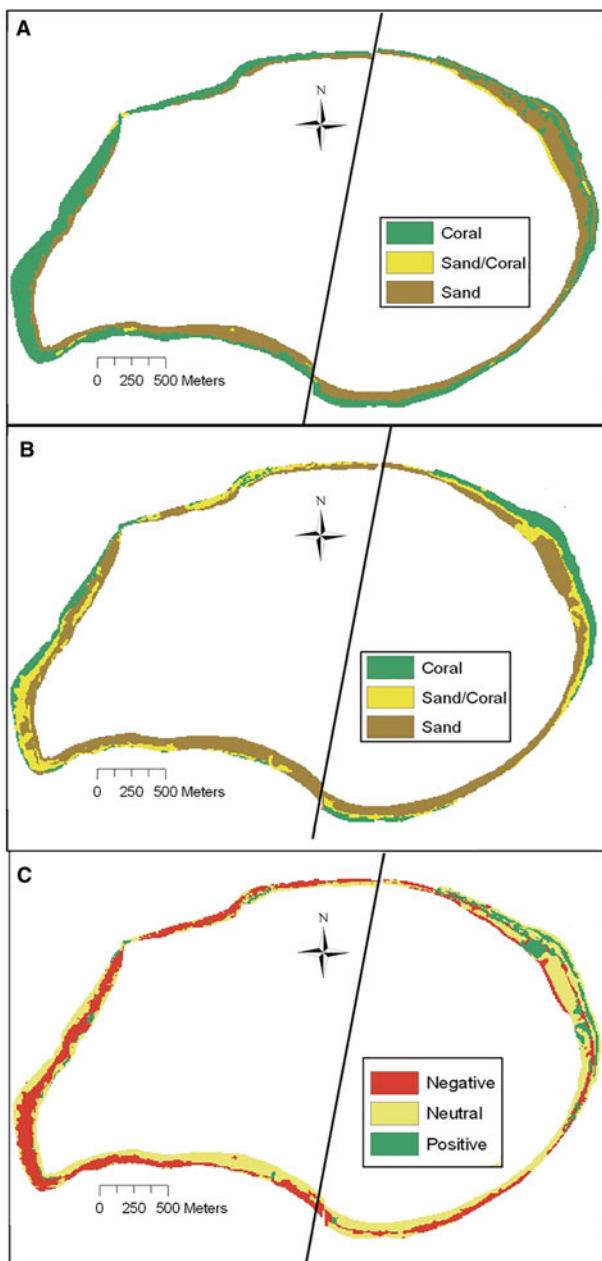 A
N
Coral
Sand/Coral
Sand
0 250 500 Meters
B
N
Coral
Sand/Coral
Sand
0 250 500 Meters
C
N
Negative
Neutral
Positive
0 250 500 Meters